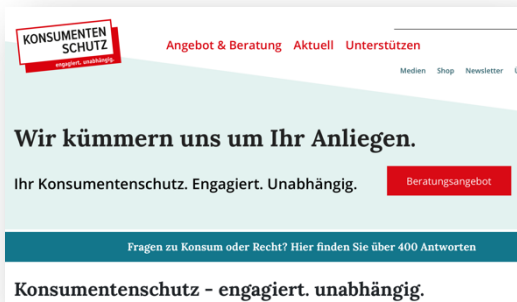 KONSUMENTEN
SCHUTZ
engagiert. unabhängig.
Angebot & Beratung Aktuell Unterstützen
Medien Shop Newsletter
Wir kümmern uns um Ihr Anliegen.
Ihr Konsumentenschutz. Engagiert. Unabhängig.
Beratungsangebot
Fragen zu Konsum oder Recht? Hier finden Sie über 400 Antworten
Konsumentenschutz - engagiert. unabhängig.